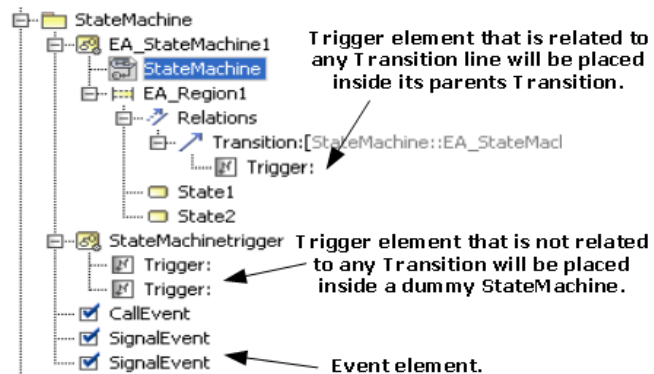 StateMachine
EA_StateMachine1
StateMachine
EA_Region1
Relations
Transition:[StateMachine::EA_StateMacl
Trigger:
State1
State2
StateMachinetrigger
Trigger:
Trigger:
CallEvent
SignalEvent
SignalEvent
Trigger element that is related to
any Transition line will be placed
inside its parents Transition.
Trigger element that is not related
to any Transition will be placed
inside a dummy StateMachine.
Event element.